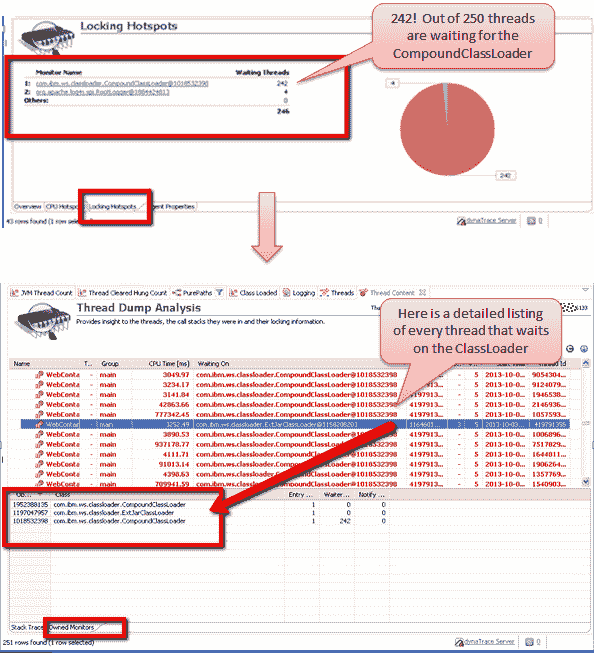 Locking Hotspots
242! Out of 250 threads
are waiting for the
CompoundClassLoader
Monitor Name Waiting Threads
1: com.ibm.ws.classloader.CompoundClassLoader@1018532398 242
2: org.apache.log4j.spi.RootLogger@1884424813 4
Others: 0
246
4
242
Overview CPU Hotspots Locking Hotspots Agent Properties
43 rows found (1 row selected)
dynaTrace Server 0
JVM Thread Count Thread Cleared Hung Count PurePaths Class Loaded Logging Threads Thread Content
Thread Dump Analysis
Provides insight to the threads, the call stacks they were in and their locking information.
Here is a detailed listing
of every thread that waits
on the ClassLoader
Name T... Group CPU Time [ms] Waiting On
WebConta - main 3049.97 com.ibm.ws.classloader.CompoundClassLoader@1018532398 4197913... - 5 2013-10-0... 9054304...
WebConta - main 3234.17 com.ibm.ws.classloader.CompoundClassLoader@1018532398 4197913... - 5 2013-10-0... 9124079...
WebConta - main 3141.84 com.ibm.ws.classloader.CompoundClassLoader@1018532398 4197913... - 5 2013-10-0... 1946538...
WebConta - main 42863.66 com.ibm.ws.classloader.CompoundClassLoader@1018532398 4197913... - 5 2013-10-0... 2084718...
WebConta - main 777342.45 com.ibm.ws.classloader.CompoundClassLoader@1018532398 4197913... - 5 2013-10-0... 1057593...
WebContai main 3252.49 com.ibm.ws.classloader.ExtJarClassLoader@1158208203 1164601... 5 2013-10-03... 419791355
WebConta - main 3890.53 com.ibm.ws.classloader.CompoundClassLoader@1018532398 4197913... - 5 2013-10-0... 1006896...
WebConta - main 93178.77 com.ibm.ws.classloader.CompoundClassLoader@1018532398 4197913... - 5 2013-10-0... 7517829...
WebConta - main 4111.71 com.ibm.ws.classloader.CompoundClassLoader@1018532398 4197913... - 5 2013-10-0... 1644011...
WebConta - main 91013.14 com.ibm.ws.classloader.CompoundClassLoader@1018532398 4197913... - 5 2013-10-0... 1906264...
WebConta - main 4398.63 com.ibm.ws.classloader.CompoundClassLoader@1018532398 4197913... - 5 2013-10-0... 1357769...
WebConta - main 709941.59 com.ibm.ws.classloader.CompoundClassLoader@1018532398 4197913... - 5 2013-10-0... 1540903...
Ob... Class Entry ... Waiter... Notify ...
1952388135 com.ibm.ws.classloader.CompoundClassLoader 1 0 0
1197047957 com.ibm.ws.classloader.ExtJarClassLoader 1 0 0
1018532398 com.ibm.ws.classloader.CompoundClassLoader 1 242 0
Stack Trace Owned Monitors
251 rows found (1 row selected)
dynaTrace Server 0